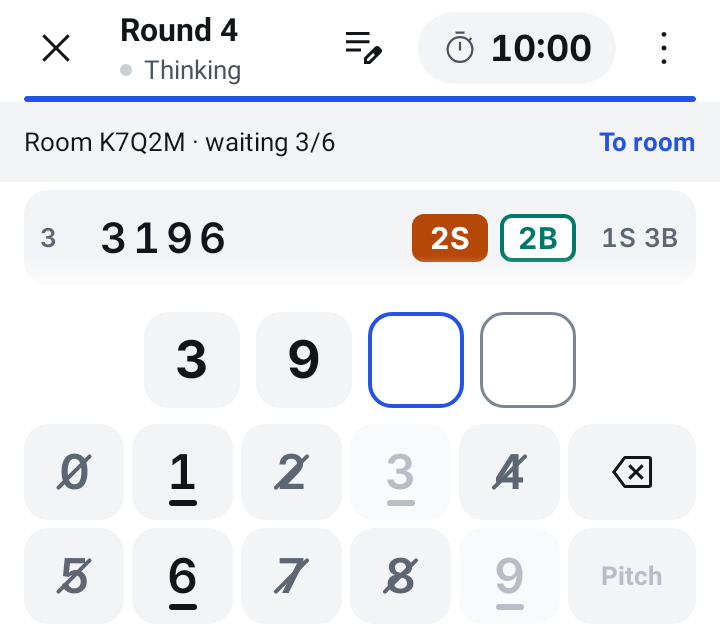 Round 4
Thinking
10:00
Room K7Q2M · waiting 3/6
To room
3 3196 2S 2B 1S 3B
3 9
0 1 2 3 4
5 6 7 8 9 Pitch